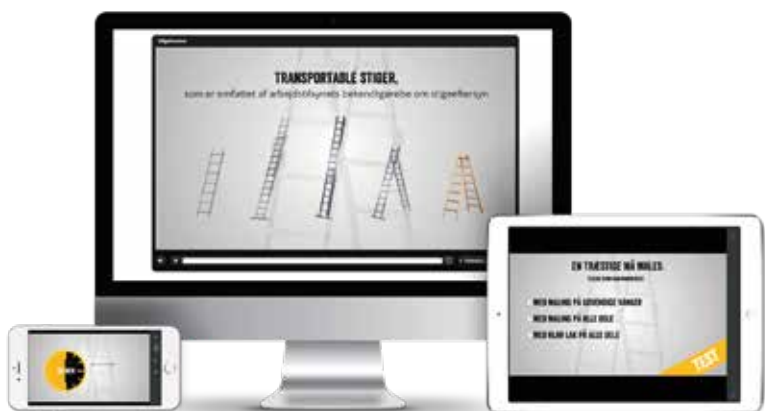 TRANSPORTABLE STIGER,
som er omfattet af arbejdstilsynets bekendtgørelse om stigeeftersyn
EN TRÆSTIGE MÅ MALES
MED MALING PÅ UDVENDIGE VANGER
MED MALING PÅ ALLE DELE
MED KLAR LAK PÅ ALLE DELE
TEST